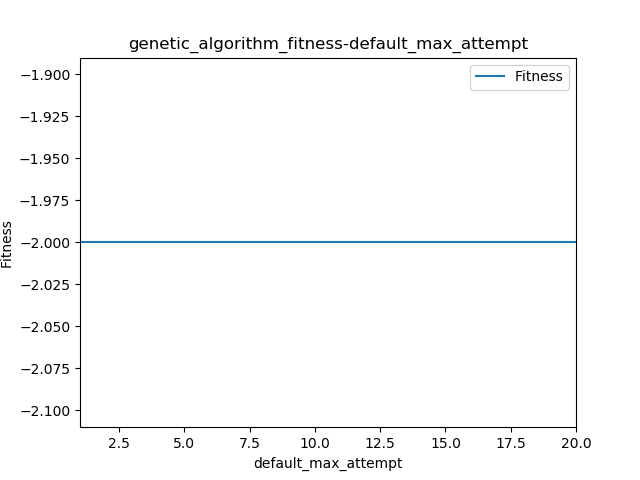 genetic_algorithm_fitness-default_max_attempt
Fitness
−1.900
−1.925
−1.950
−1.975
−2.000
−2.025
−2.050
−2.075
−2.100
Fitness
2.5 5.0 7.5 10.0 12.5 15.0 17.5 20.0
default_max_attempt